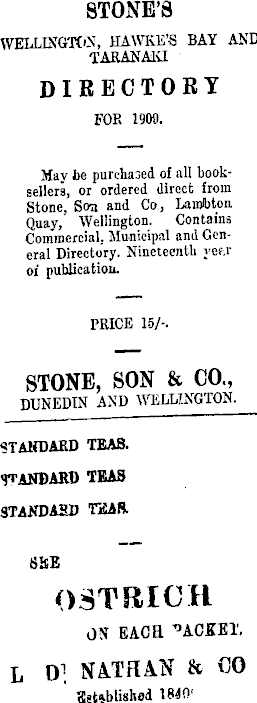 STONE'S
WELLINGTON, HAWKE'S BAY AND
TARANAKI
DIRECTORY
FOR 1909.
May be purchased of all book-
sellers, or ordered direct from
Stone, Son and Co., Lambton
Quay, Wellington. Contains
Commercial, Municipal and Gen-
eral Directory. Nineteenth year
of publication.
PRICE 15/-.
STONE, SON & CO.,
DUNEDIN AND WELLINGTON.
STANDARD TEAS.
STANDARD TEAS
STANDARD TEAS.
SEE
OSTRICH
ON EACH PACKET.
L D. NATHAN & CO
Established 1840